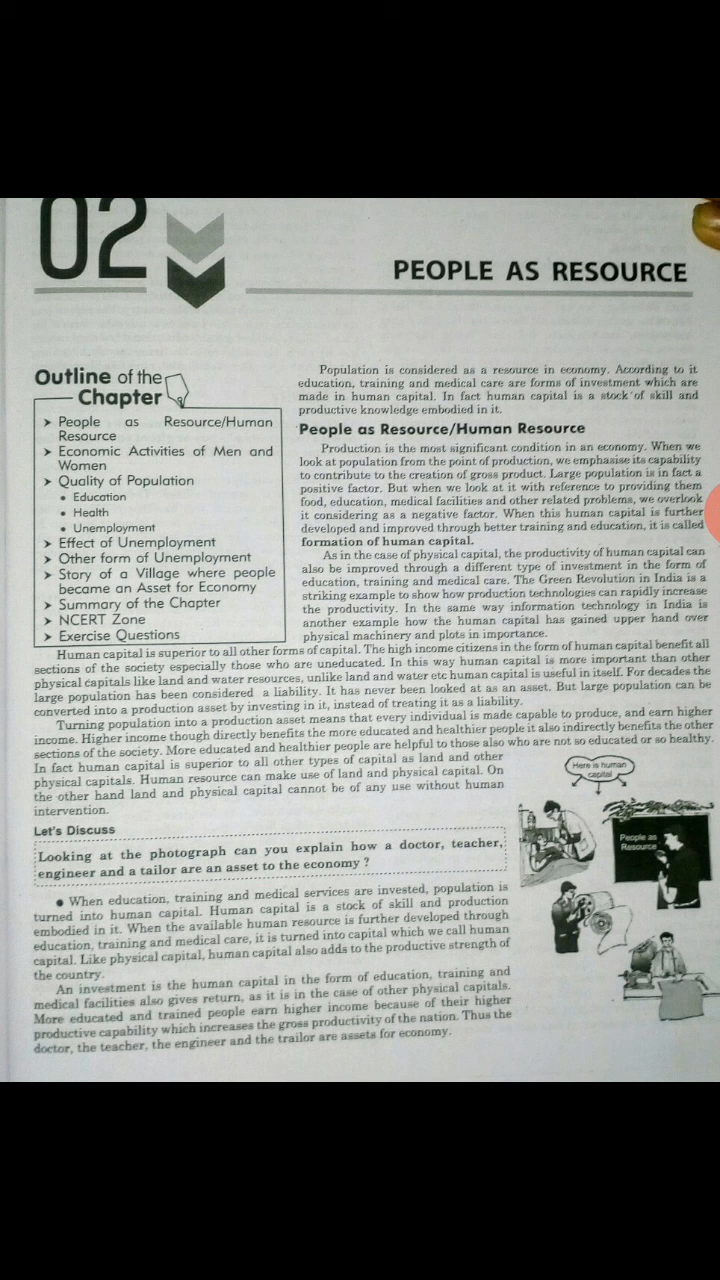 02
PEOPLE AS RESOURCE
Outline of the
Chapter
➤ People as Resource/Human
Resource
➤ Economic Activities of Men and
Women
➤ Quality of Population
• Education
• Health
• Unemployment
➤ Effect of Unemployment
➤ Other form of Unemployment
➤ Story of a Village where people
became an Asset for Economy
➤ Summary of the Chapter
➤ NCERT Zone
➤ Exercise Questions
Population is considered as a resource in economy. According to it
education, training and medical care are forms of investment which are
made in human capital. In fact human capital is a stock of skill and
productive knowledge embodied in it.
People as Resource/Human Resource
Production is the most significant condition in an economy. When we
look at population from the point of production, we emphasise its capability
to contribute to the creation of gross product. Large population is in fact a
positive factor. But when we look at it with reference to providing them
food, education, medical facilities and other related problems, we overlook
it considering as a negative factor. When this human capital is further
developed and improved through better training and education, it is called
formation of human capital.
As in the case of physical capital, the productivity of human capital can
also be improved through a different type of investment in the form of
education, training and medical care. The Green Revolution in India is a
striking example to show how production technologies can rapidly increase
the productivity. In the same way information technology in India is
another example how the human capital has gained upper hand over
physical machinery and plots in importance.
Human capital is superior to all other forms of capital. The high income citizens in the form of human capital benefit all
sections of the society especially those who are uneducated. In this way human capital is more important than other
physical capitals like land and water resources, unlike land and water etc human capital is useful in itself. For decades the
large population has been considered a liability. It has never been looked at as an asset. But large population can be
converted into a production asset by investing in it, instead of treating it as a liability.
Turning population into a production asset means that every individual is made capable to produce, and earn higher
income. Higher income though directly benefits the more educated and healthier people it also indirectly benefits the other
sections of the society. More educated and healthier people are helpful to those also who are not so educated or so healthy.
In fact human capital is superior to all other types of capital as land and other
physical capitals. Human resource can make use of land and physical capital. On
the other hand land and physical capital cannot be of any use without human
intervention.
Let's Discuss
Looking at the photograph can you explain how a doctor, teacher,
engineer and a tailor are an asset to the economy ?
• When education, training and medical services are invested, population is
turned into human capital. Human capital is a stock of skill and production
embodied in it. When the available human resource is further developed through
education, training and medical care, it is turned into capital which we call human
capital. Like physical capital, human capital also adds to the productive strength of
the country.
An investment is the human capital in the form of education, training and
medical facilities also gives return, as it is in the case of other physical capitals.
More educated and trained people earn higher income because of their higher
productive capability which increases the gross productivity of the nation. Thus the
doctor, the teacher, the engineer and the trailor are assets for economy.
Here is human
capital
People as
Resource